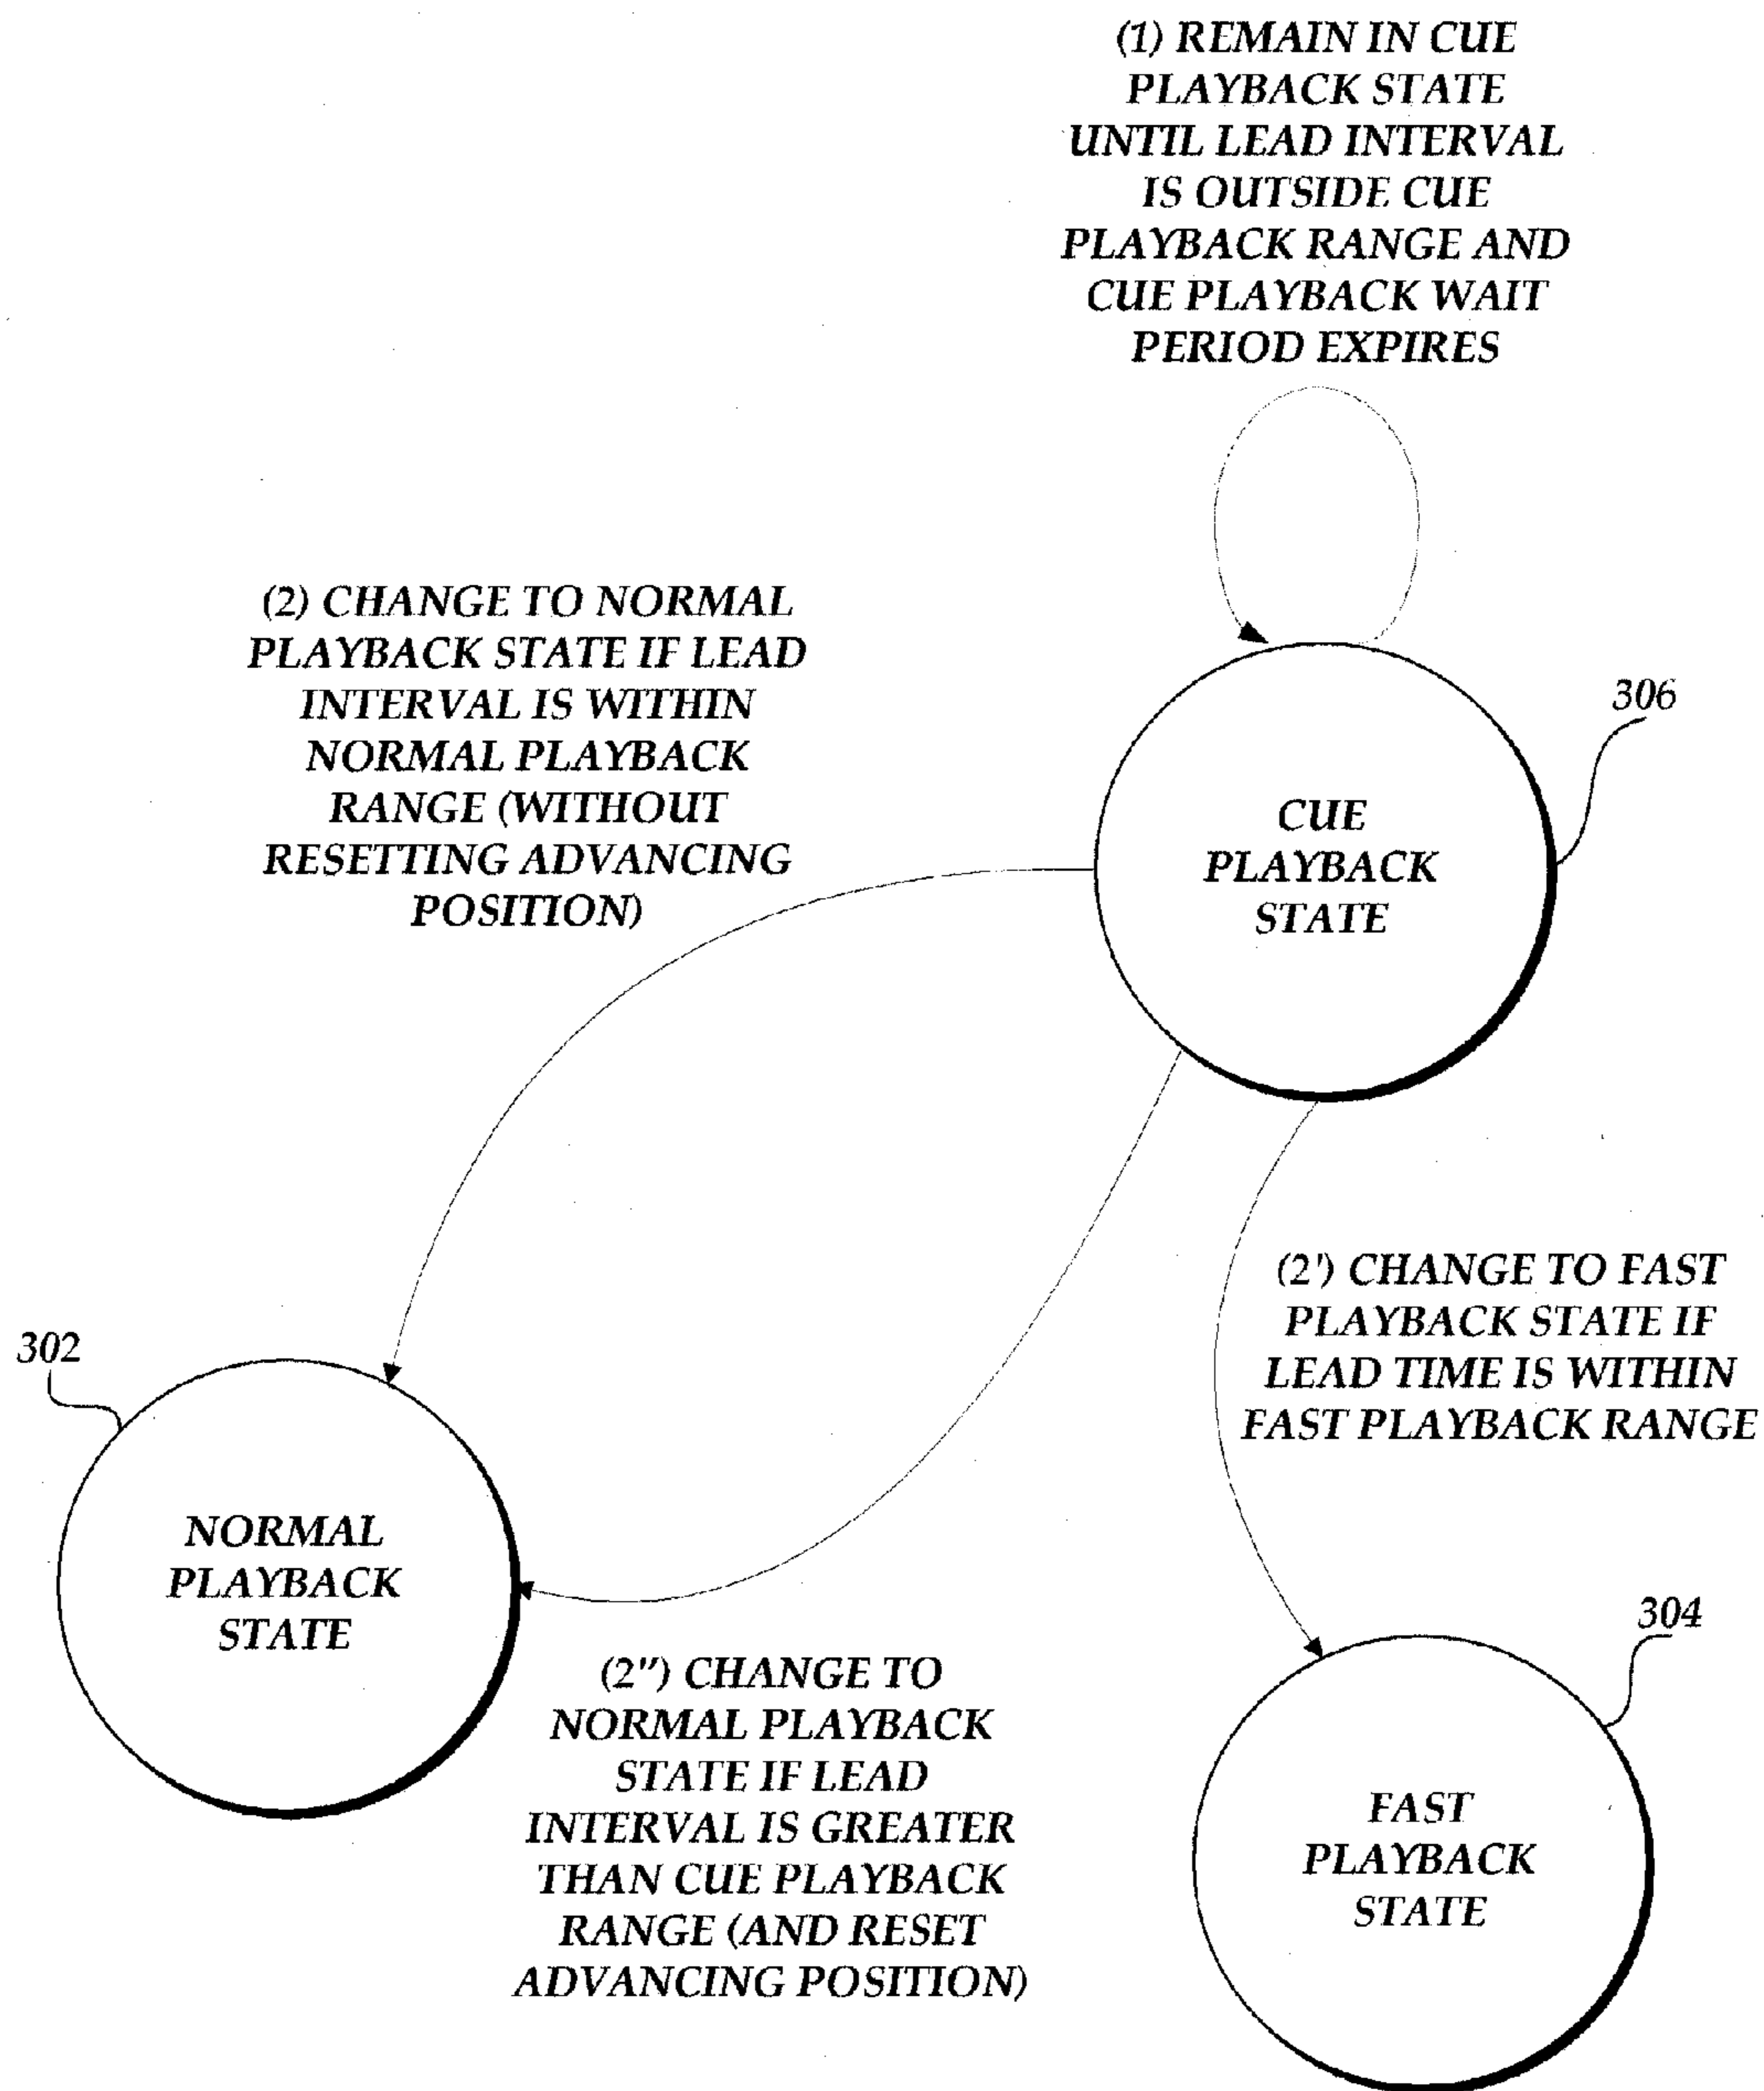 (1) REMAIN IN CUE
PLAYBACK STATE
UNTIL LEAD INTERVAL
IS OUTSIDE CUE
PLAYBACK RANGE AND
CUE PLAYBACK WAIT
PERIOD EXPIRES
(2) CHANGE TO NORMAL
PLAYBACK STATE IF LEAD
INTERVAL IS WITHIN
NORMAL PLAYBACK
RANGE (WITHOUT
RESETTING ADVANCING
POSITION)
306
CUE
PLAYBACK
STATE
(2') CHANGE TO FAST
PLAYBACK STATE IF
LEAD TIME IS WITHIN
FAST PLAYBACK RANGE
302
NORMAL
PLAYBACK
STATE
304
(2") CHANGE TO
NORMAL PLAYBACK
STATE IF LEAD
INTERVAL IS GREATER
THAN CUE PLAYBACK
RANGE (AND RESET
ADVANCING POSITION)
FAST
PLAYBACK
STATE